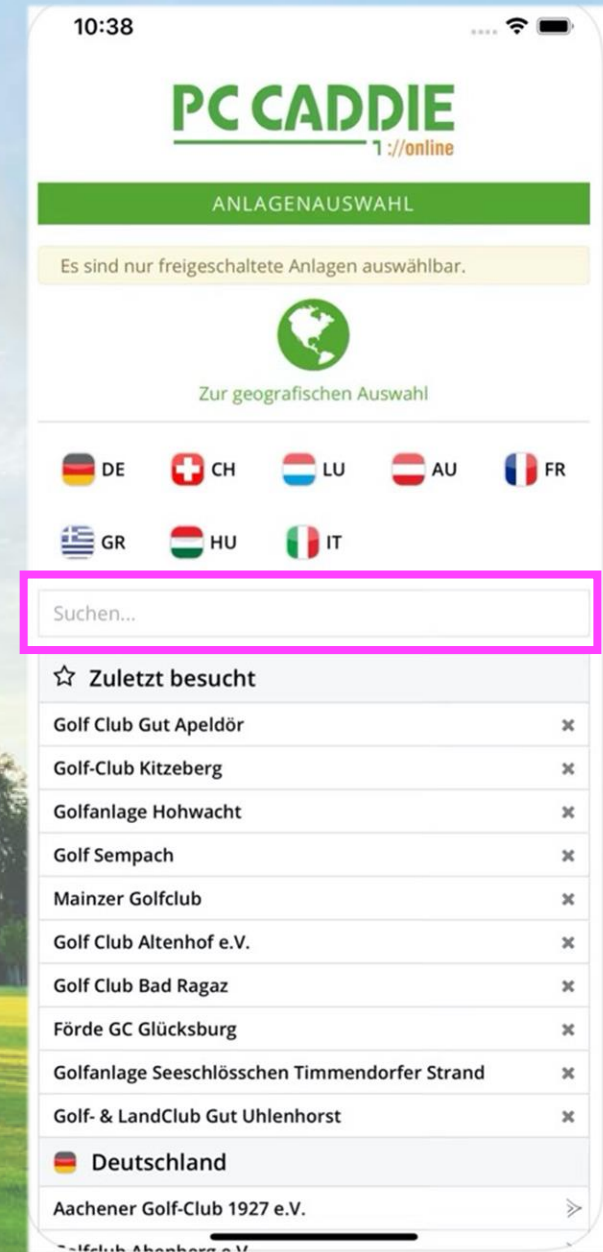 10:38
PC CADDIE
://online
ANLAGENAUSWAHL
Es sind nur freigeschaltete Anlagen auswählbar.
Zur geografischen Auswahl
DE CH LU AU FR
GR HU IT
Suchen...
Zuletzt besucht
Golf Club Gut Apeldör
Golf-Club Kitzeberg
Golfanlage Hohwacht
Golf Sempach
Mainzer Golfclub
Golf Club Altenhof e.V.
Golf Club Bad Ragaz
Förde GC Glücksburg
Golfanlage Seeschlösschen Timmendorfer Strand
Golf- & LandClub Gut Uhlenhorst
Deutschland
Aachener Golf-Club 1927 e.V.